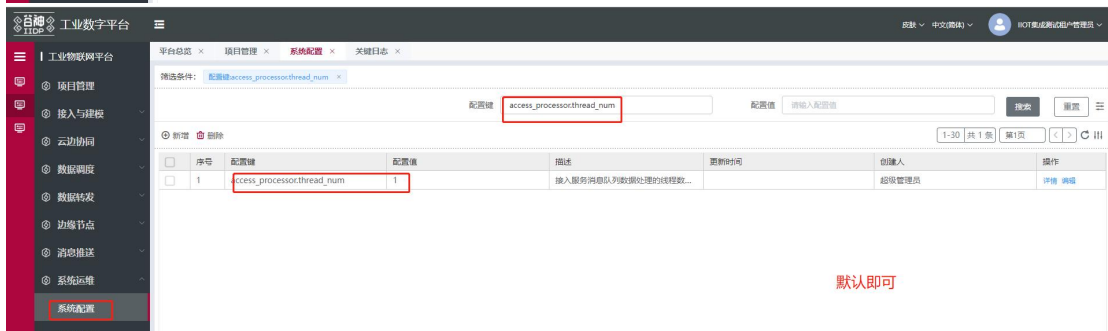 谷神 IIDP 工业数字平台
皮肤 中文(简体) IIOT集成测试租户管理员
工业物联网平台
平台总览 × 项目管理 × 系统配置 × 关键日志 ×
筛选条件: 配置键:access_processor.thread_num ×
项目管理
配置键 access_processor.thread_num 配置值 请输入配置值 搜索 重置
接入与建模
新增 删除 1-30 共 1 条 第1页
云边协同
序号 配置键 配置值 描述 更新时间 创建人 操作
数据调度
1 access_processor.thread_num 1 接入服务消息队列数据处理的线程数... 超级管理员 详情 编辑
数据转发
边缘节点
消息推送
系统运维
默认即可
系统配置